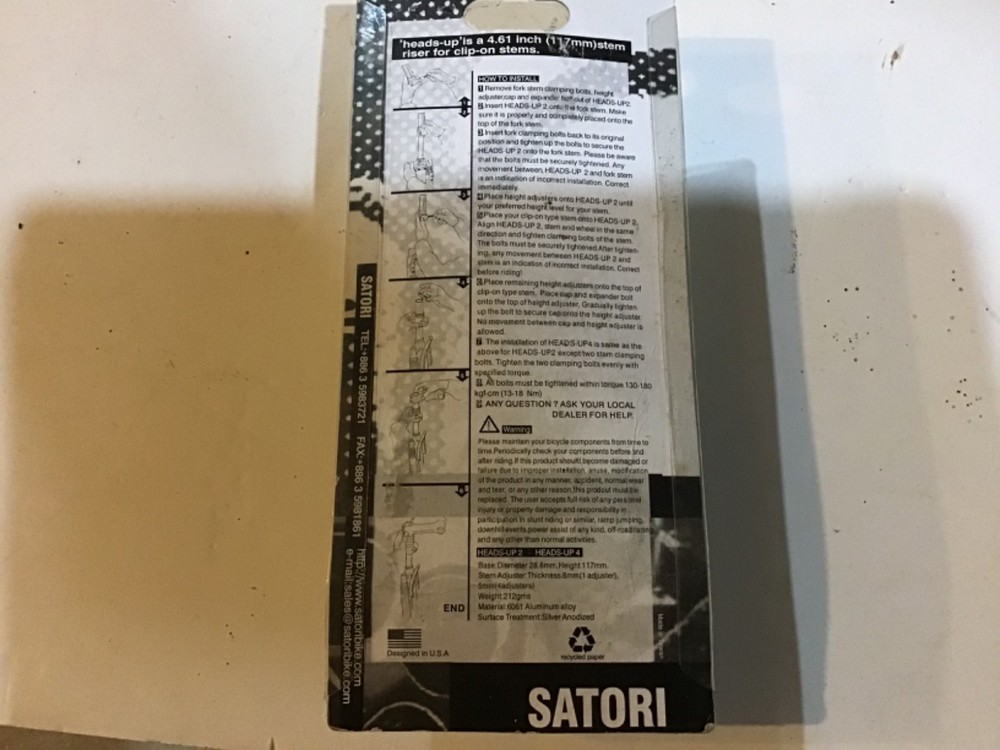 'heads-up'is a 4.61 inch (117mm)stem
riser for clip-on stems.
HOW TO INSTALL
1 Remove fork stem clamping bolts, height
adjuster,cap and expander bolt out of HEADS-UP2.
2 Insert HEADS-UP 2 onto the fork stem. Make
sure it is properly and completely placed onto the
top of the fork stem.
3 Insert fork clamping bolts back to its original
position and tighten up the bolts to secure the
HEADS-UP 2 onto the fork stem. Please be aware
that the bolts must be securely tightened. Any
movement between, HEADS-UP 2 and fork stem
is an indication of incorrect installation. Correct
immediately.
4 Place height adjusters onto HEADS-UP 2 until
your preferred height level for your stem.
5 Place your clip-on type stem onto HEADS-UP 2.
Align HEADS-UP 2, stem and wheel in the same
direction and tighten clamping bolts of the stem.
The bolts must be securely tightened.After tighten-
ing, any movement between HEADS-UP 2 and
stem is an indication of incorrect installation. Correct
before riding!
6 Place remaining height adjusters onto the top of
clip-on type stem. Place cap and expander bolt
onto the top of height adjuster. Gradually tighten
up the bolt to secure cap onto the height adjuster.
No movement between cap and height adjuster is
allowed.
7 The installation of HEADS-UP4 is same as the
above for HEADS-UP2 except two stem clamping
bolts. Tighten the two clamping bolts evenly with
specified torque.
8 All bolts must be tightened within torque 130-180
kgf-cm (13-18 Nm)
9 ANY QUESTION ? ASK YOUR LOCAL
DEALER FOR HELP.
Warning
Please maintain your bicycle components from time to
time.Periodically check your components before and
after riding.If this product should become damaged or
failure due to improper installation, abuse, modification
of the product in any manner, accident, normal wear
and tear, or any other reason,this product must be
replaced. The user accepts full risk of any personal
injury or property damage and responsibility in
participation in stunt riding or similar, ramp jumping,
downhill events,power assist of any kind, off-road riding
and any other than normal activities.
HEADS-UP 2 HEADS-UP 4
Base:Diameter 28.6mm,Height 117mm.
Stem Adjuster:Thickness 8mm(1 adjuster),
5mm(4adjusters)
Weight:212gms
Material:6061 Aluminum alloy
Surface Treatment:Silver Anodized
END
Designed in U.S.A
recycled paper
SATORI TEL:+886 3 5983721 FAX:+886 3 5981861 http://www.satoribike.com
e-mail:sales@satoribike.com
SATORI